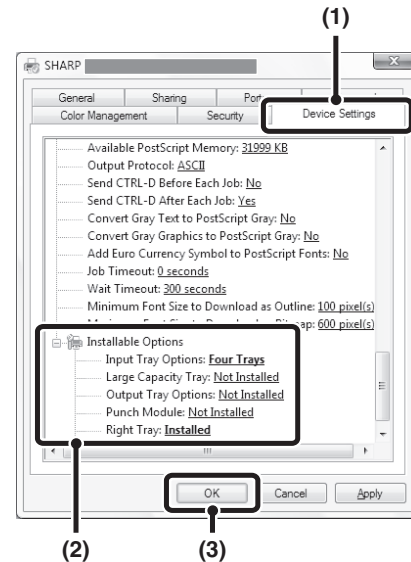 (1)
SHARP
General Sharing
Color Management Security Device Settings
Available PostScript Memory: 31999 KB
Output Protocol: ASCII
Send CTRL-D Before Each Job: No
Send CTRL-D After Each Job: Yes
Convert Gray Text to PostScript Gray: No
Convert Gray Graphics to PostScript Gray: No
Add Euro Currency Symbol to PostScript Fonts: No
Job Timeout: 0 seconds
Wait Timeout: 300 seconds
Minimum Font Size to Download as Outline: 100 pixel(s)
600 pixel(s)
Installable Options
Input Tray Options: Four Trays
Large Capacity Tray: Not Installed
Output Tray Options: Not Installed
Punch Module: Not Installed
Right Tray: Installed
OK Cancel Apply
(2) (3)